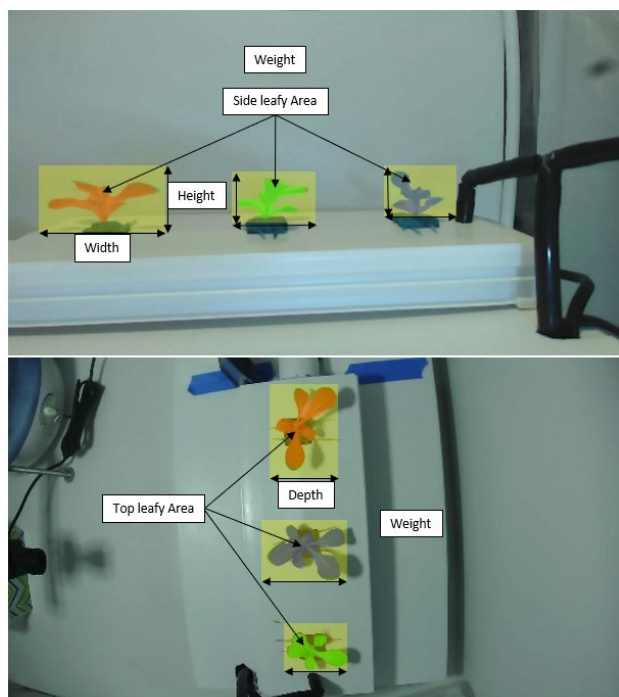 Weight
Side leafy Area
Height
Width
Depth
Top leafy Area
Weight